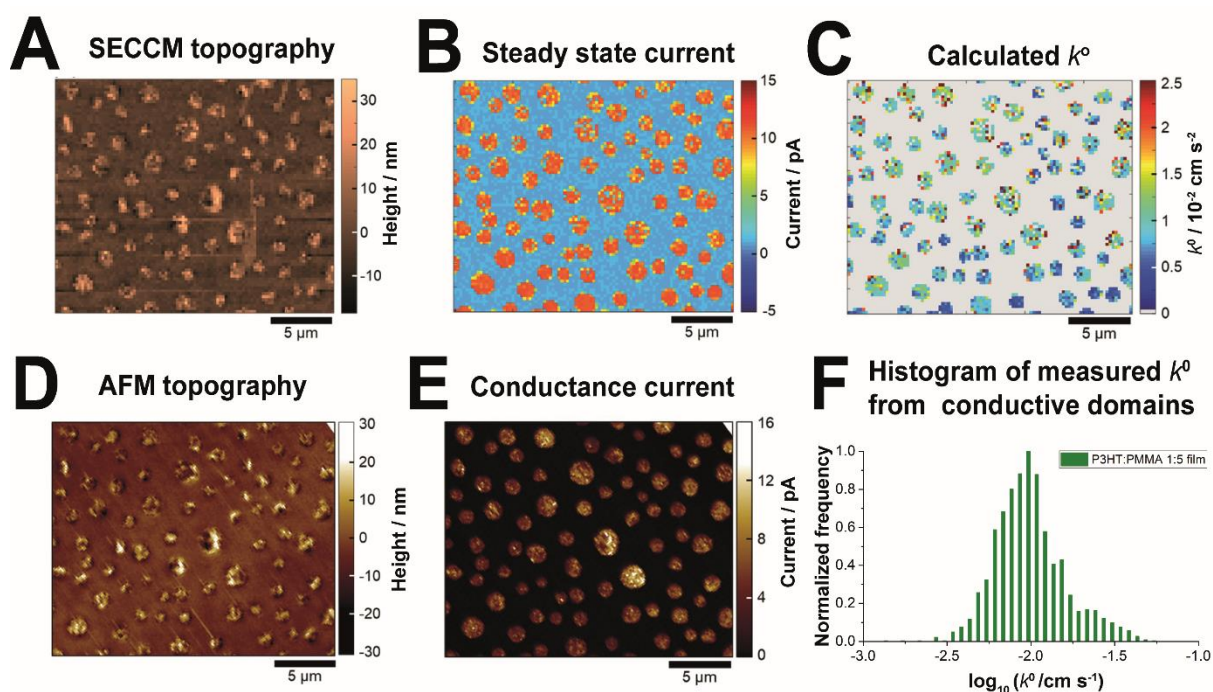 A SECCM topography
Height / nm
30
20
10
0
-10
5 µm
B Steady state current
Current / pA
15
10
5
0
-5
5 µm
C Calculated kᵒ
k⁰ / 10⁻² cm s⁻²
2.5
2
1.5
1
0.5
0
5 µm
D AFM topography
Height / nm
30
20
10
0
-10
-20
-30
5 µm
E Conductance current
Current / pA
16
12
8
4
0
5 µm
F Histogram of measured k⁰
from conductive domains
P3HT:PMMA 1:5 film
Normalized frequency
1.0
0.8
0.6
0.4
0.2
0.0
-3.0 -2.5 -2.0 -1.5 -1.0
log₁₀ (k⁰/cm s⁻¹)